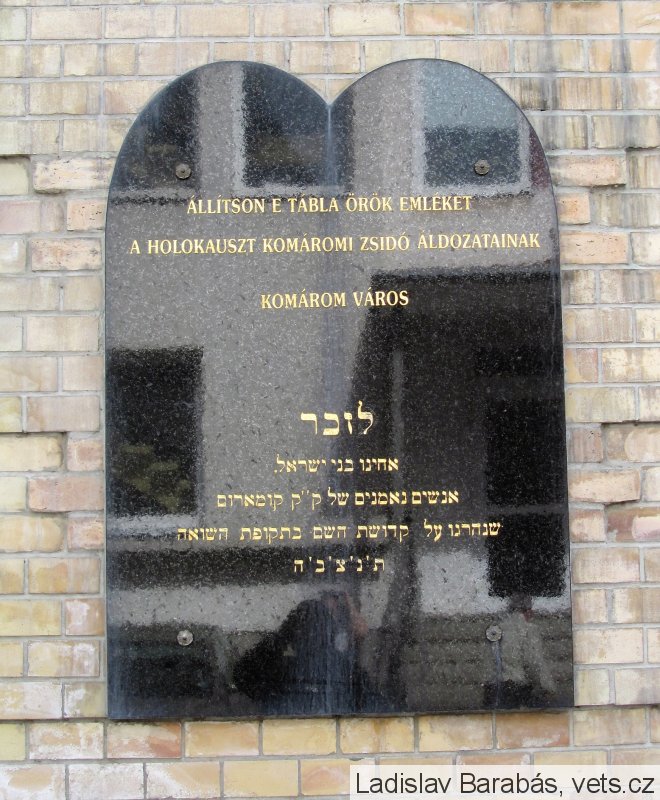 ÁLLÍTSON E TÁBLA ÖRÖK EMLÉKET
A HOLOKAUSZT KOMÁROMI ZSIDÓ ÁLDOZATAINAK
KOMÁROM VÁROS
לזכר
אחינו בני ישראל.
אנשים נאמנים של ק״ק קומארום
שנהרגו על קדושת השם בתקופת השואה
ת'נ'צ'ב'ה
Ladislav Barabás, vets.cz